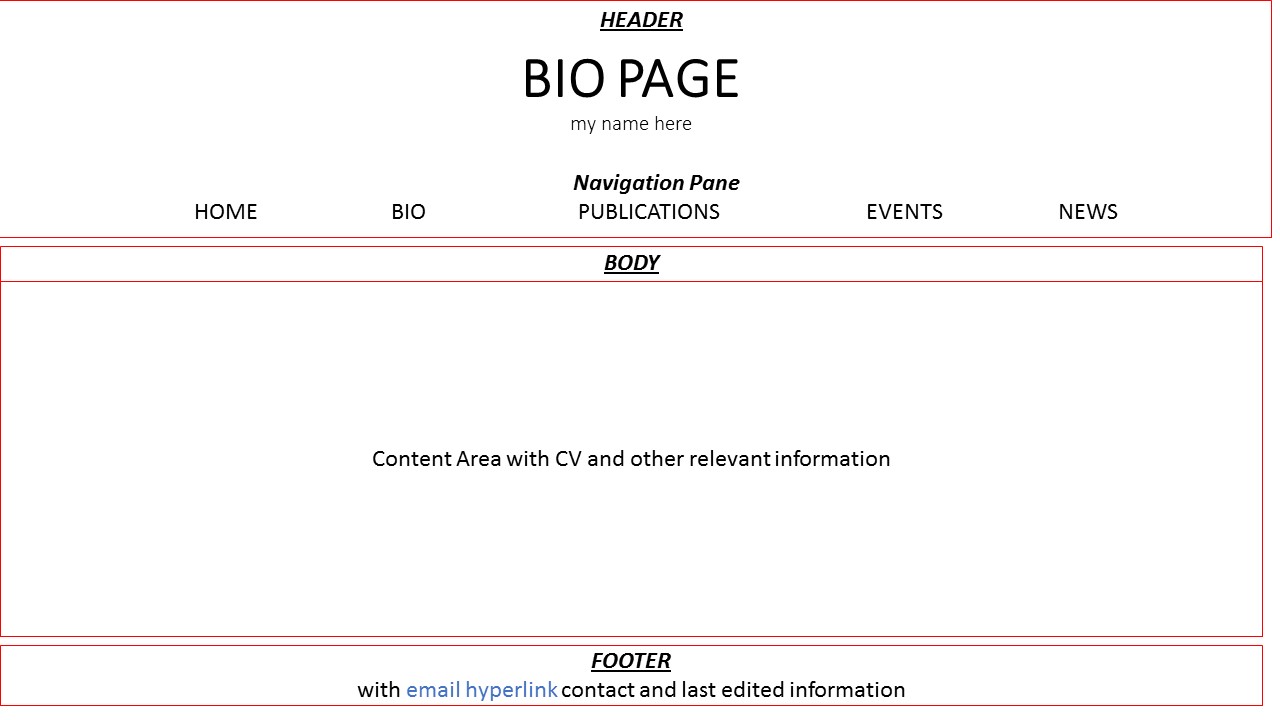 HEADER
BIO PAGE
my name here
Navigation Pane
HOME BIO PUBLICATIONS EVENTS NEWS
BODY
Content Area with CV and other relevant information
FOOTER
with email hyperlink contact and last edited information